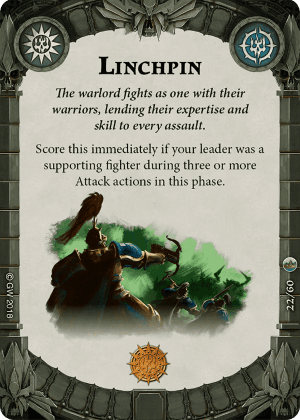 LINCHPIN
The warlord fights as one with their
warriors, lending their expertise and
skill to every assault.
Score this immediately if your leader was a
supporting fighter during three or more
Attack actions in this phase.
© GW 2018
22/60